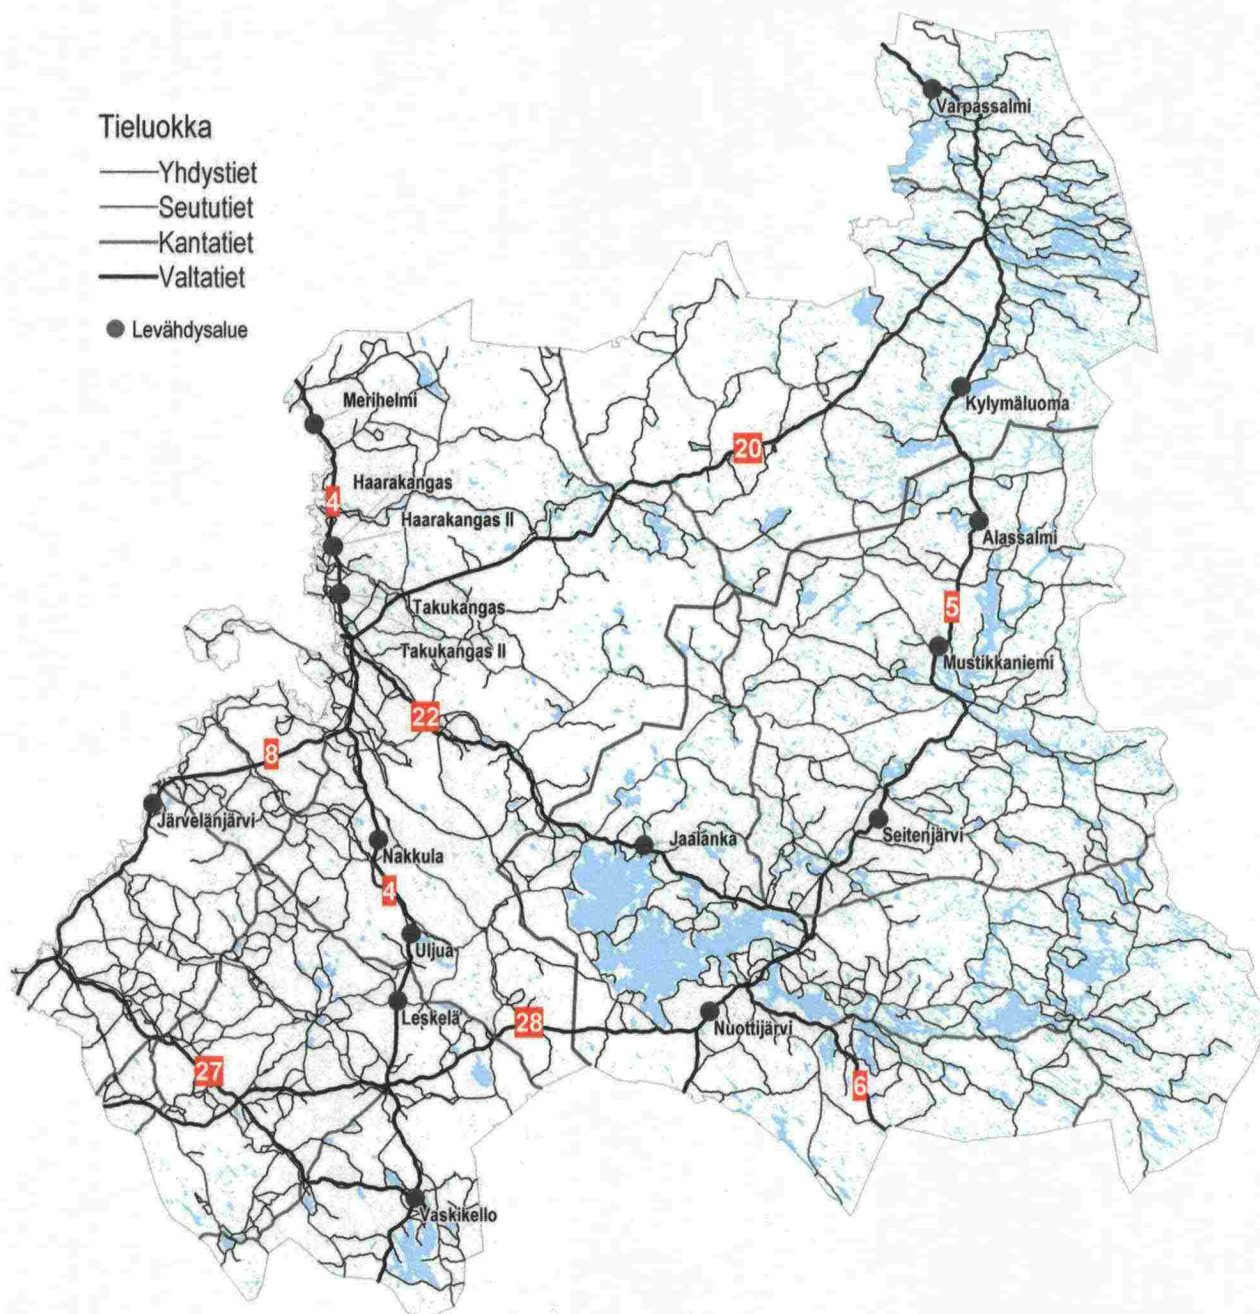 Tieluokka
Yhdystiet
Seututiet
Kantatiet
Valtatiet
Levähdysalue
Varpassalmi
Kylymäluoma
Merihelmi
20
Haarakangas
4
Haarakangas II
Alassalmi
Takukangas
5
Takukangas II
Mustikkaniemi
22
8
Järvelänjärvi
Seitenjärvi
Jaalanka
Nakkula
4
Uljua
Leskelä
28
Nuottijärvi
27
6
Vaskikello